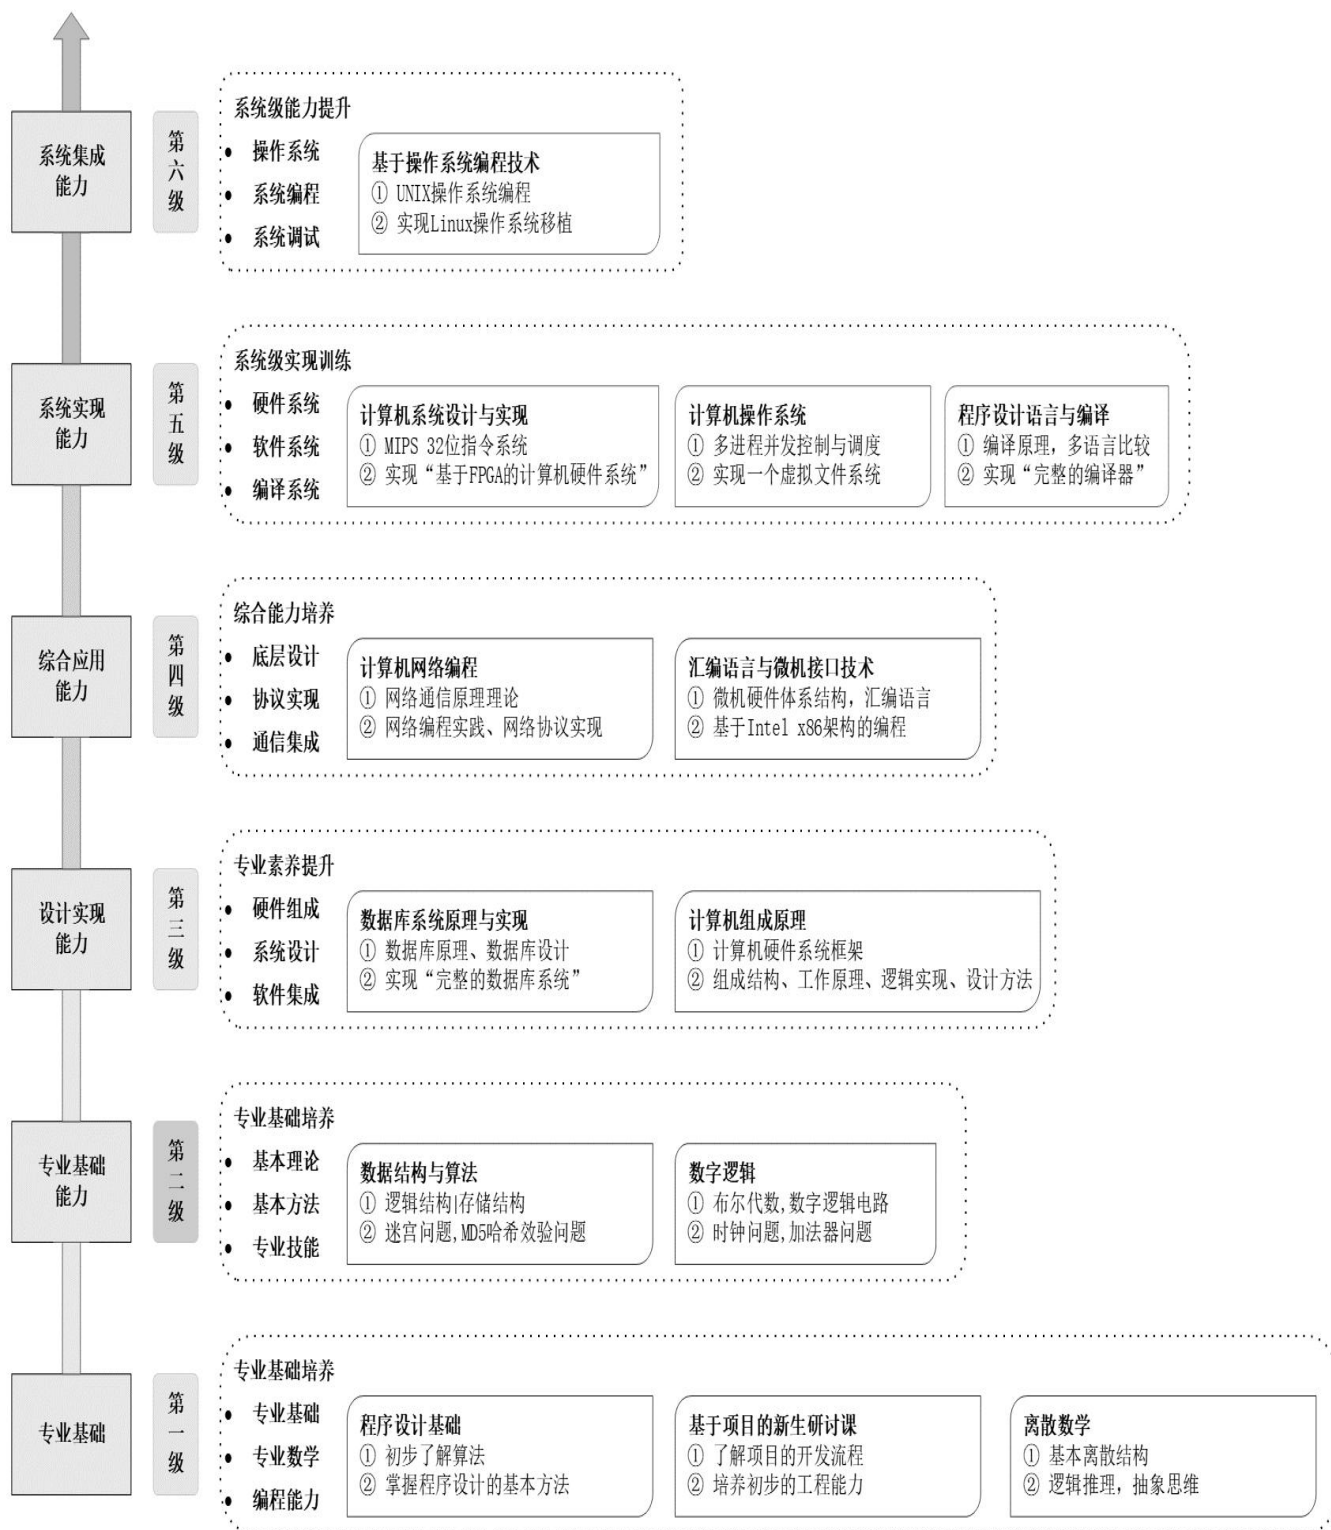 系统集成
能力
第六级
系统级能力提升
• 操作系统
• 系统编程
• 系统调试
基于操作系统编程技术
① UNIX操作系统编程
② 实现Linux操作系统移植
系统实现
能力
第五级
系统级实现训练
• 硬件系统
• 软件系统
• 编译系统
计算机系统设计与实现
① MIPS 32位指令系统
② 实现“基于FPGA的计算机硬件系统”
计算机操作系统
① 多进程并发控制与调度
② 实现一个虚拟文件系统
程序设计语言与编译
① 编译原理，多语言比较
② 实现“完整的编译器”
综合应用
能力
第四级
综合能力培养
• 底层设计
• 协议实现
• 通信集成
计算机网络编程
① 网络通信原理理论
② 网络编程实践、网络协议实现
汇编语言与微机接口技术
① 微机硬件体系结构，汇编语言
② 基于Intel x86架构的编程
设计实现
能力
第三级
专业素养提升
• 硬件组成
• 系统设计
• 软件集成
数据库系统原理与实现
① 数据库原理、数据库设计
② 实现“完整的数据库系统”
计算机组成原理
① 计算机硬件系统框架
② 组成结构、工作原理、逻辑实现、设计方法
专业基础
能力
第二级
专业基础培养
• 基本理论
• 基本方法
• 专业技能
数据结构与算法
① 逻辑结构|存储结构
② 迷宫问题,MD5哈希效验问题
数字逻辑
① 布尔代数,数字逻辑电路
② 时钟问题,加法器问题
专业基础
第一级
专业基础培养
• 专业基础
• 专业数学
• 编程能力
程序设计基础
① 初步了解算法
② 掌握程序设计的基本方法
基于项目的新生研讨课
① 了解项目的开发流程
② 培养初步的工程能力
离散数学
① 基本离散结构
② 逻辑推理，抽象思维